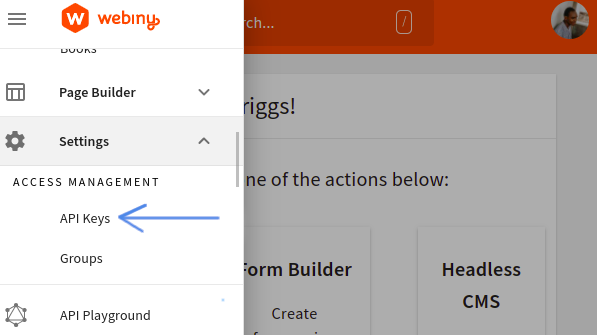 webiny
rch... /
Books
Page Builder
riggs!
Settings
ne of the actions below:
ACCESS MANAGEMENT
API Keys
Groups
Form Builder
Headless
CMS
Create
API Playground